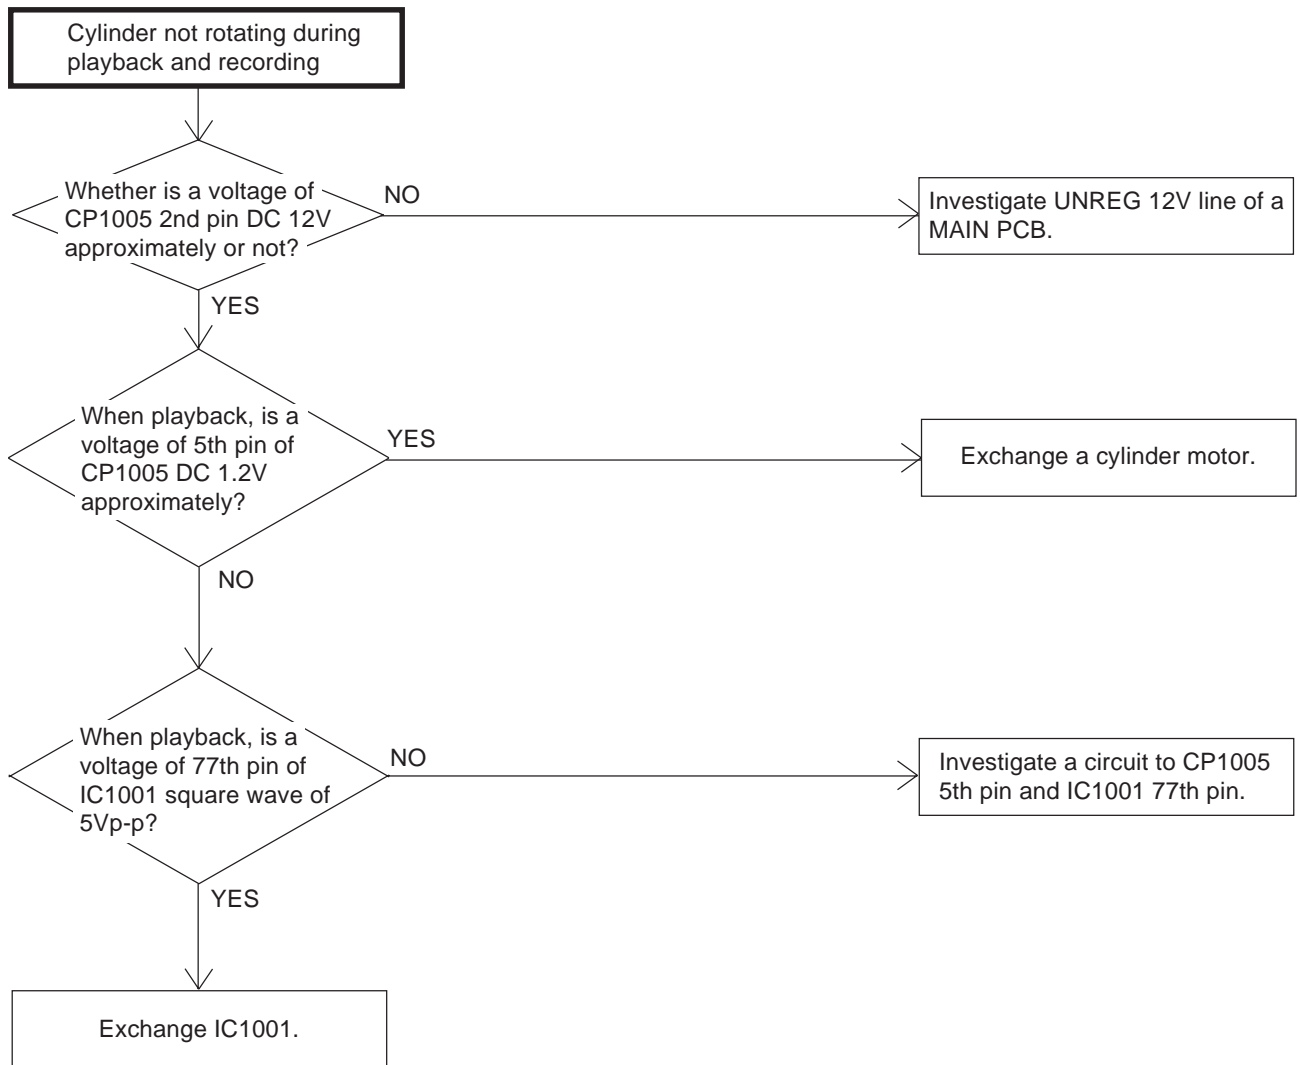 Cylinder not rotating during
playback and recording
Whether is a voltage of
CP1005 2nd pin DC 12V
approximately or not?
NO
Investigate UNREG 12V line of a
MAIN PCB.
YES
When playback, is a
voltage of 5th pin of
CP1005 DC 1.2V
approximately?
YES
Exchange a cylinder motor.
NO
When playback, is a
voltage of 77th pin of
IC1001 square wave of
5Vp-p?
NO
Investigate a circuit to CP1005
5th pin and IC1001 77th pin.
YES
Exchange IC1001.